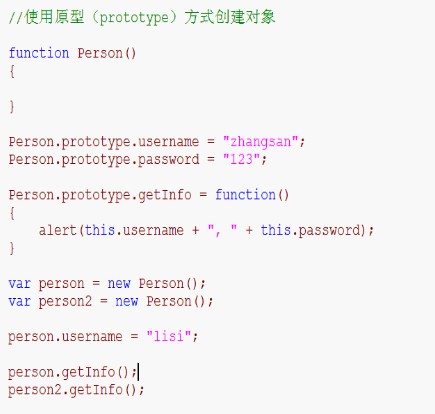 //使用原型（prototype）方式创建对象
function Person()
{
}
Person.prototype.username = "zhangsan";
Person.prototype.password = "123";
Person.prototype.getInfo = function()
{
alert(this.username + ", " + this.password);
}
var person = new Person();
var person2 = new Person();
person.username = "lisi";
person.getInfo();
person2.getInfo();